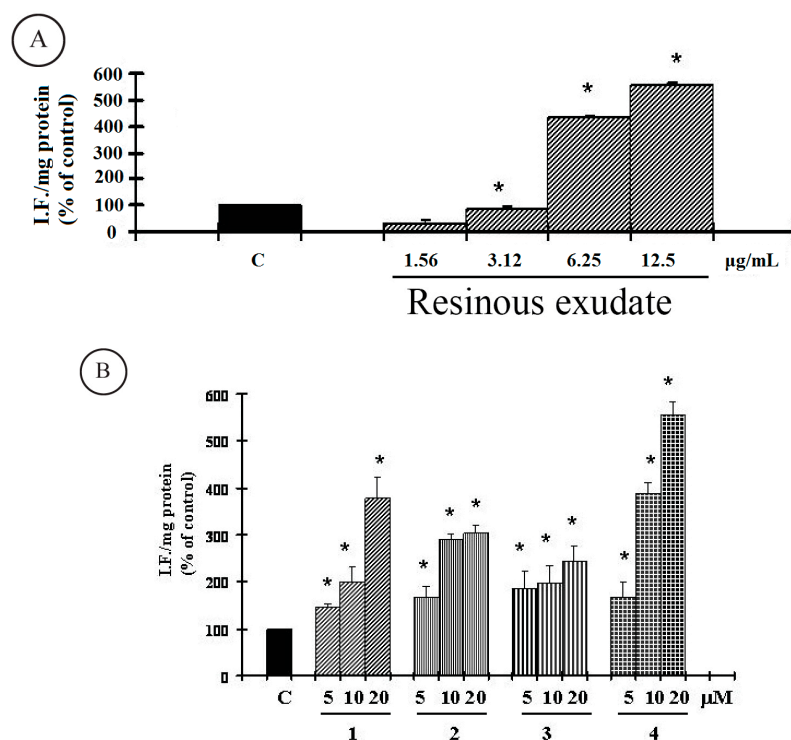 A
I.F./mg protein
(% of control)
600
500
400
300
200
100
0
* * *
C 1.56 3.12 6.25 12.5 µg/mL
Resinous exudate
B
I.F./mg protein
(% of control)
600
500
400
300
200
100
0
* * * * * * * * * * * *
C 5 10 20 5 10 20 5 10 20 5 10 20 µM
1 2 3 4